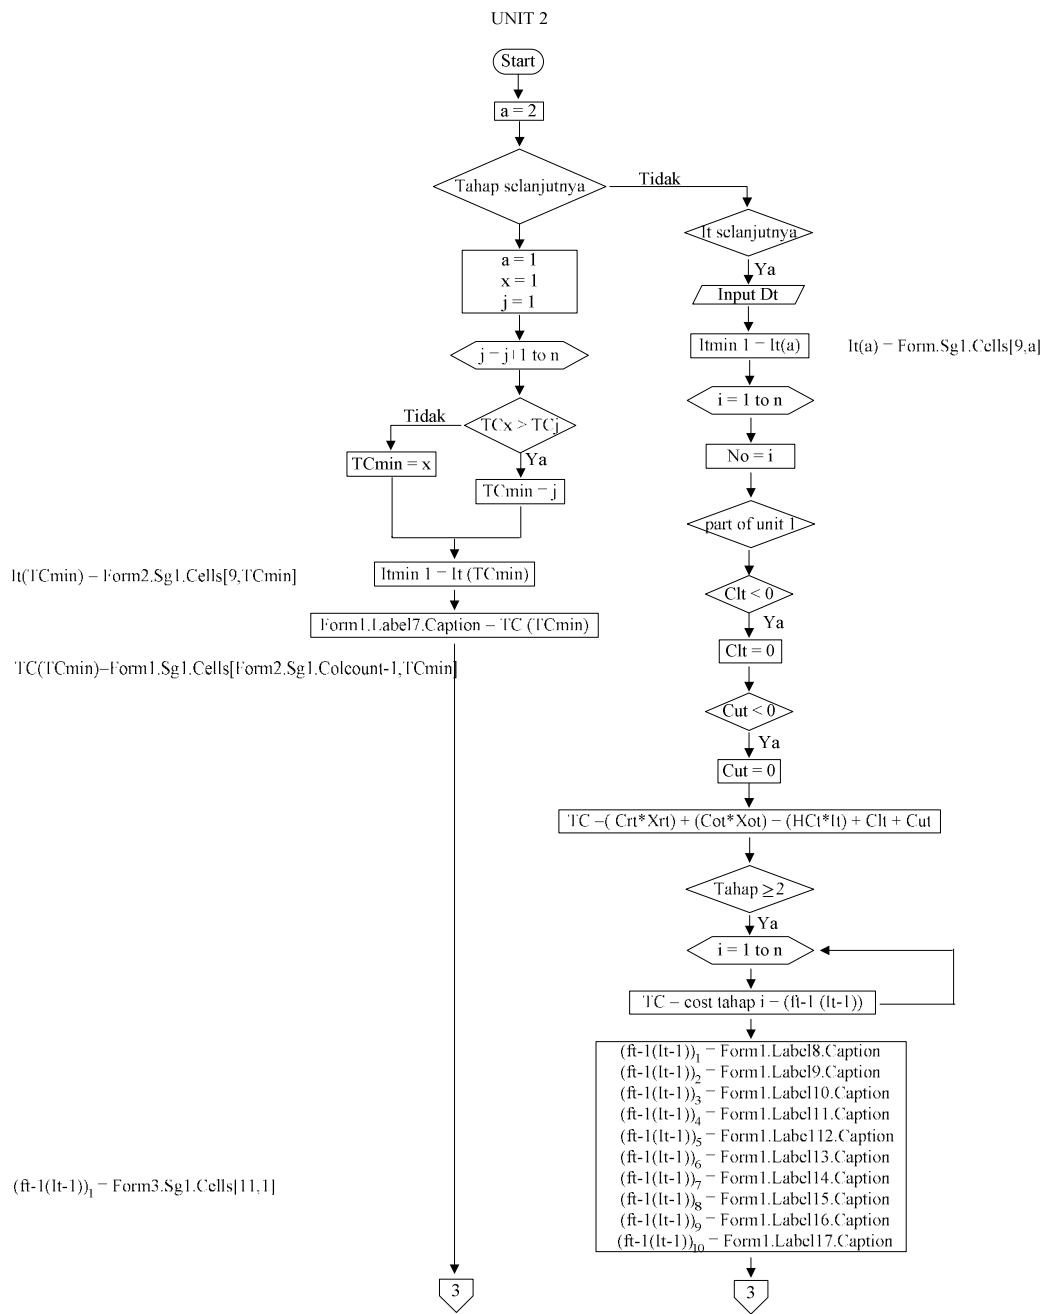 UNIT 2
Start
a = 2
Tahap selanjutnya
Tidak
It selanjutnya
Ya
Input Dt
Itmin 1 = It(a)
It(a) = Form.Sg1.Cells[9,a]
i = 1 to n
No = i
part of unit 1
Clt < 0
Ya
Clt = 0
Cut < 0
Ya
Cut = 0
TC =( Crt*Xrt) + (Cot*Xot) – (HCt*It) + Clt + Cut
Tahap ≥ 2
Ya
i = 1 to n
TC = cost tahap i – (ft-1 (It-1))
(ft-1(It-1))1 = Form1.Label8.Caption
(ft-1(It-1))2 = Form1.Label9.Caption
(ft-1(It-1))3 = Form1.Label10.Caption
(ft-1(It-1))4 = Form1.Label11.Caption
(ft-1(It-1))5 = Form1.Label12.Caption
(ft-1(It-1))6 = Form1.Label13.Caption
(ft-1(It-1))7 = Form1.Label14.Caption
(ft-1(It-1))8 = Form1.Label15.Caption
(ft-1(It-1))9 = Form1.Label16.Caption
(ft-1(It-1))10 = Form1.Label17.Caption
3
a = 1
x = 1
j = 1
j = j+1 to n
TCx > TCj
Tidak
TCmin = x
Ya
TCmin = j
Itmin 1 = It (TCmin)
It(TCmin) = Form2.Sg1.Cells[9,TCmin]
Form1.Label7.Caption = TC (TCmin)
TC(TCmin)=Form1.Sg1.Cells[Form2.Sg1.Colcount-1,TCmin]
(ft-1(It-1))1 = Form3.Sg1.Cells[11,1]
3